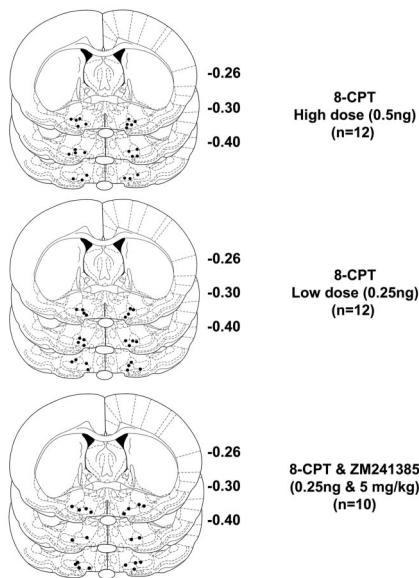 -0.26
-0.30
-0.40
8-CPT
High dose (0.5ng)
(n=12)
-0.26
-0.30
-0.40
8-CPT
Low dose (0.25ng)
(n=12)
-0.26
-0.30
-0.40
8-CPT & ZM241385
(0.25ng & 5 mg/kg)
(n=10)